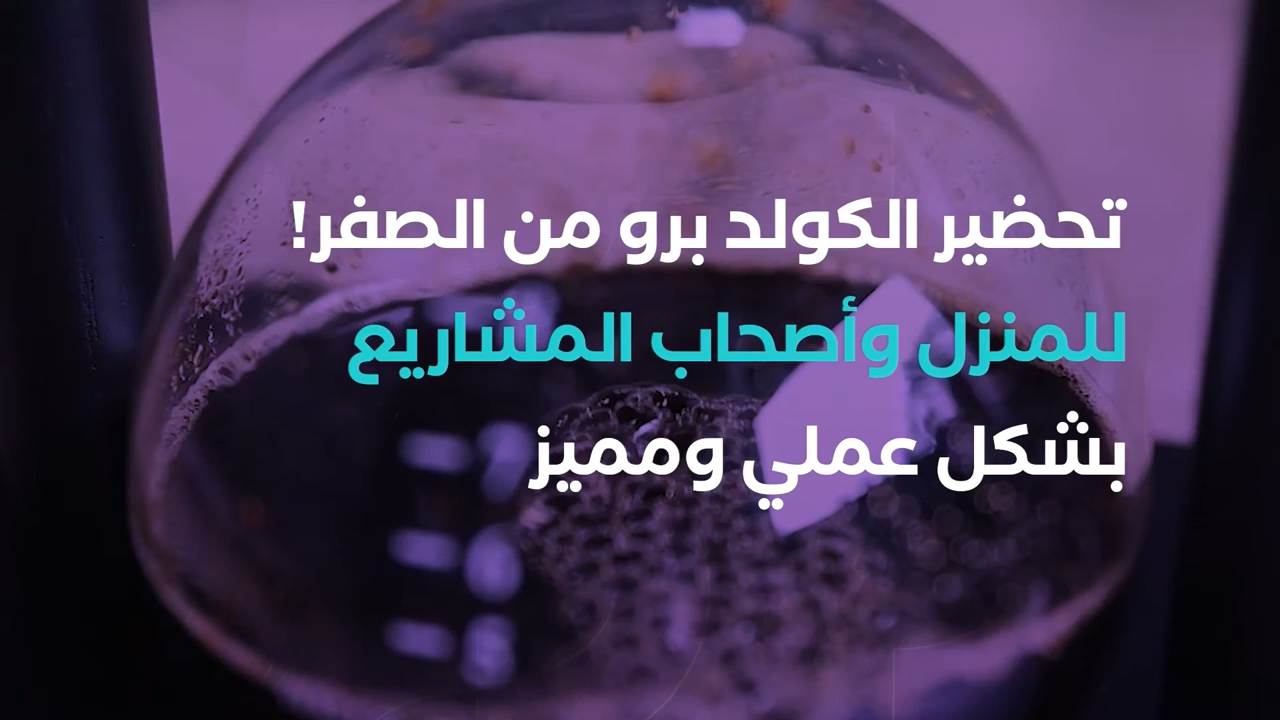 تحضير الكولد برو من الصفر!
للمنزل وأصحاب المشاريع
بشكل عملي ومميز